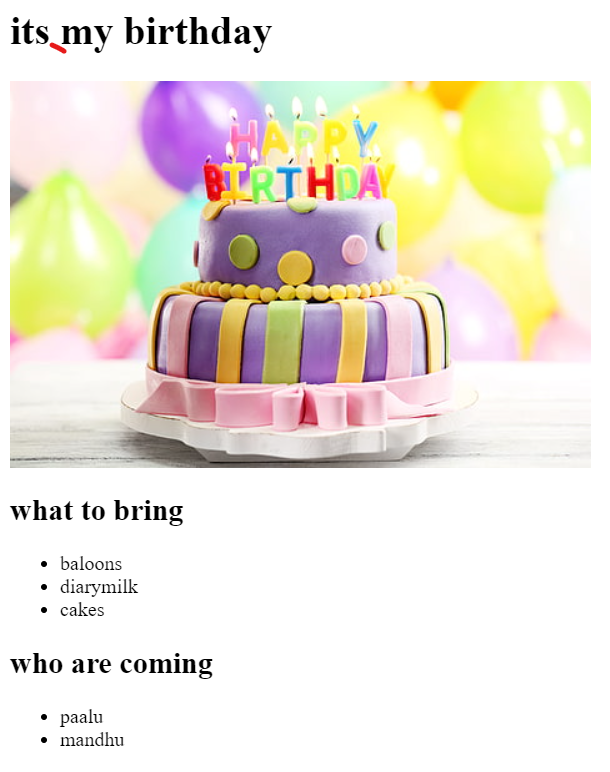 its my birthday
HAPPY
BIRTHDAY
what to bring
baloons
diarymilk
cakes
who are coming
paalu
mandhu